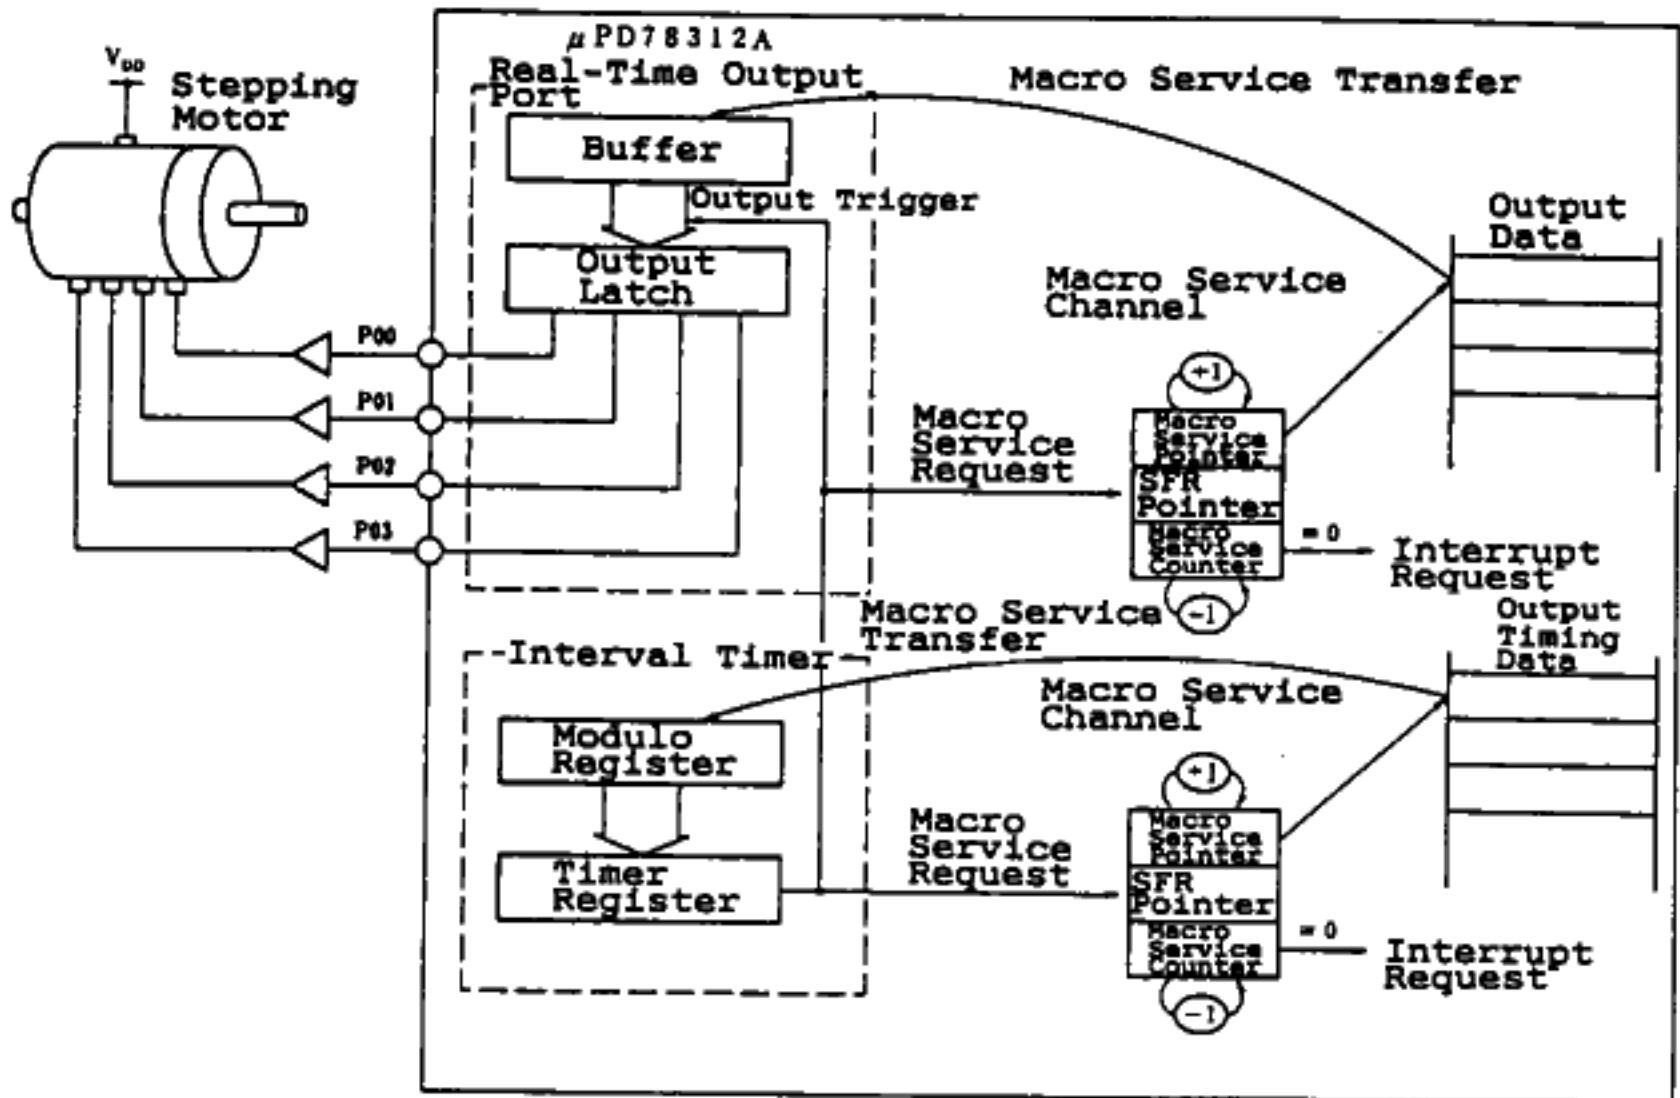 μPD78312A
V_DD
Stepping
Motor
Real-Time Output
Port
Macro Service Transfer
Buffer
Output Trigger
Output
Latch
Output
Data
Macro Service
Channel
P00
P01
P02
P03
+1
Macro
Service
Request
Macro
Service
Pointer
SFR
Pointer
Macro
Service
Counter
= 0
Interrupt
Request
-1
Macro Service
Transfer
Output
Timing
Data
Interval Timer
Macro Service
Channel
Modulo
Register
+1
Macro
Service
Request
Macro
Service
Pointer
Timer
Register
SFR
Pointer
Macro
Service
Counter
= 0
Interrupt
Request
-1